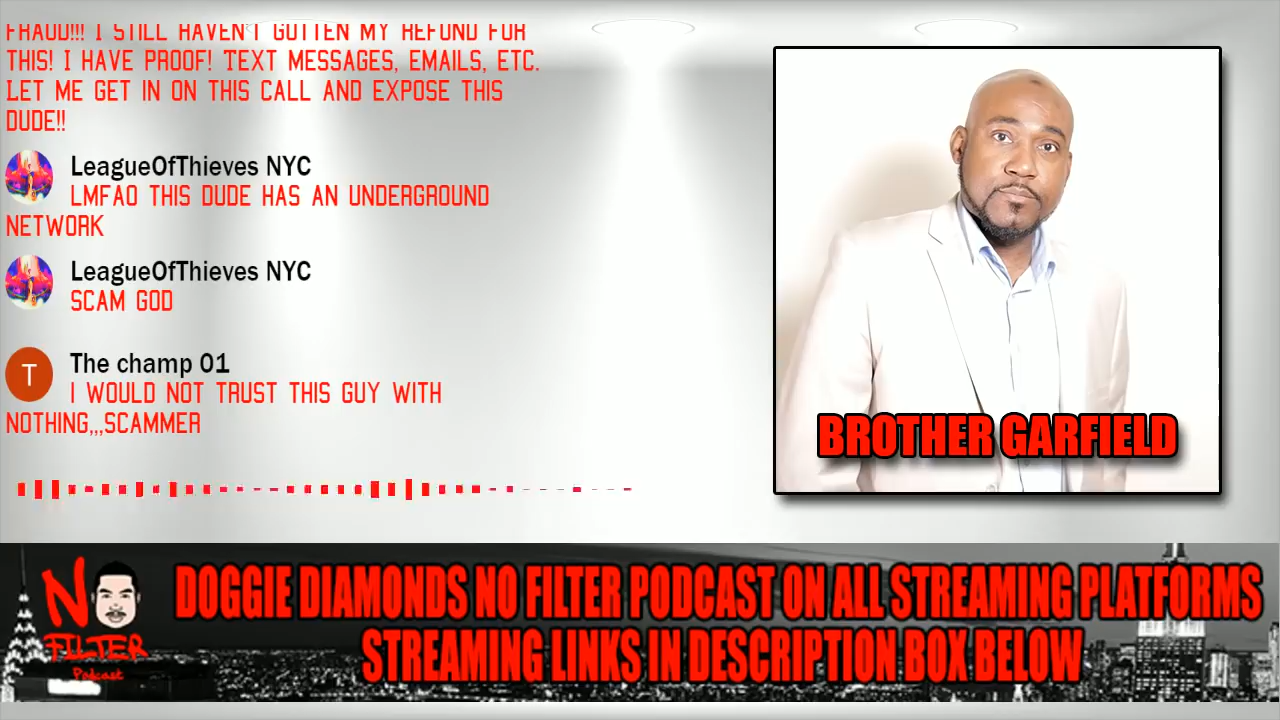 FRAUD!!! I STILL HAVEN'T GOTTEN MY REFUND FOR
THIS! I HAVE PROOF! TEXT MESSAGES, EMAILS, ETC.
LET ME GET IN ON THIS CALL AND EXPOSE THIS
DUDE!!
LeagueOfThieves NYC
LMFAO THIS DUDE HAS AN UNDERGROUND
NETWORK
LeagueOfThieves NYC
SCAM GOD
T
The champ 01
I WOULD NOT TRUST THIS GUY WITH
NOTHING,,,SCAMMER
BROTHER GARFIELD
NO
FILTER
Podcast
DOGGIE DIAMONDS NO FILTER PODCAST ON ALL STREAMING PLATFORMS
STREAMING LINKS IN DESCRIPTION BOX BELOW